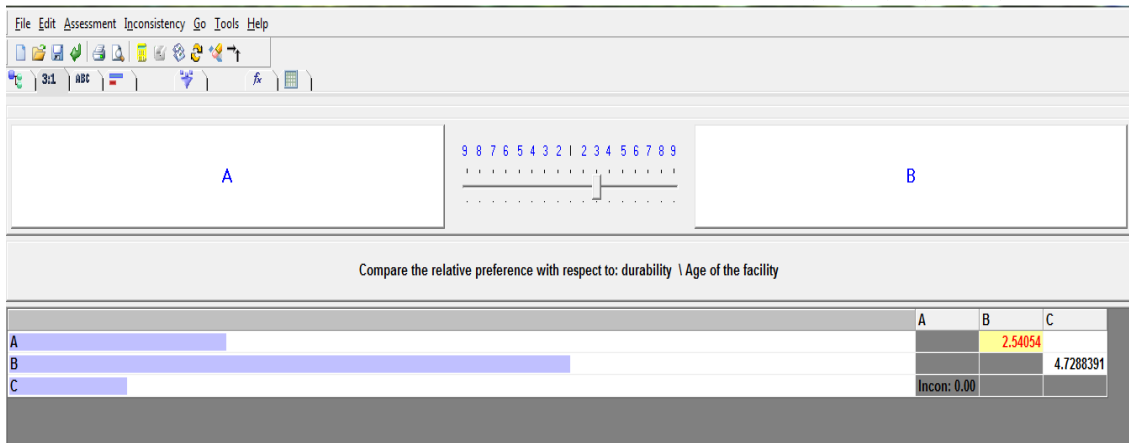 File Edit Assessment Inconsistency Go Tools Help
3:1 ABC fx
A 9 8 7 6 5 4 3 2 1 2 3 4 5 6 7 8 9 B
Compare the relative preference with respect to: durability \ Age of the facility
A B C
A 2.54054
B 4.7288391
C Incon: 0.00